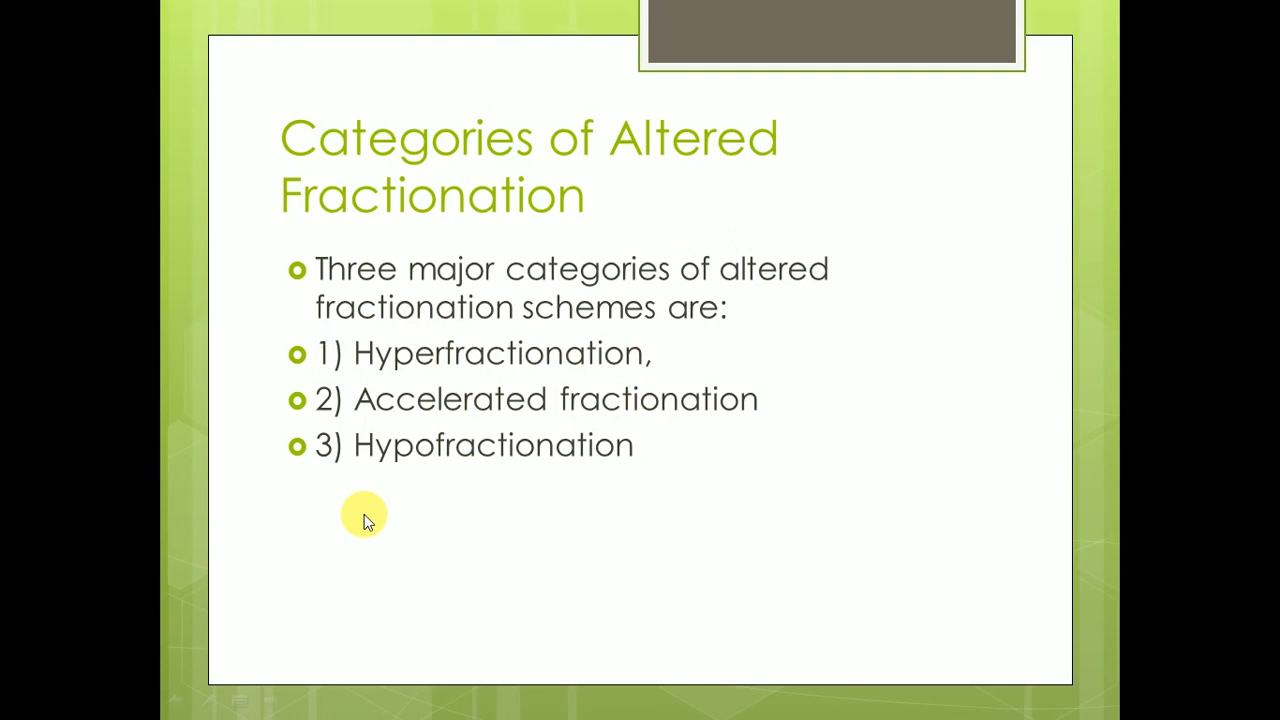 Categories of Altered
Fractionation
Three major categories of altered
fractionation schemes are:
1) Hyperfractionation,
2) Accelerated fractionation
3) Hypofractionation